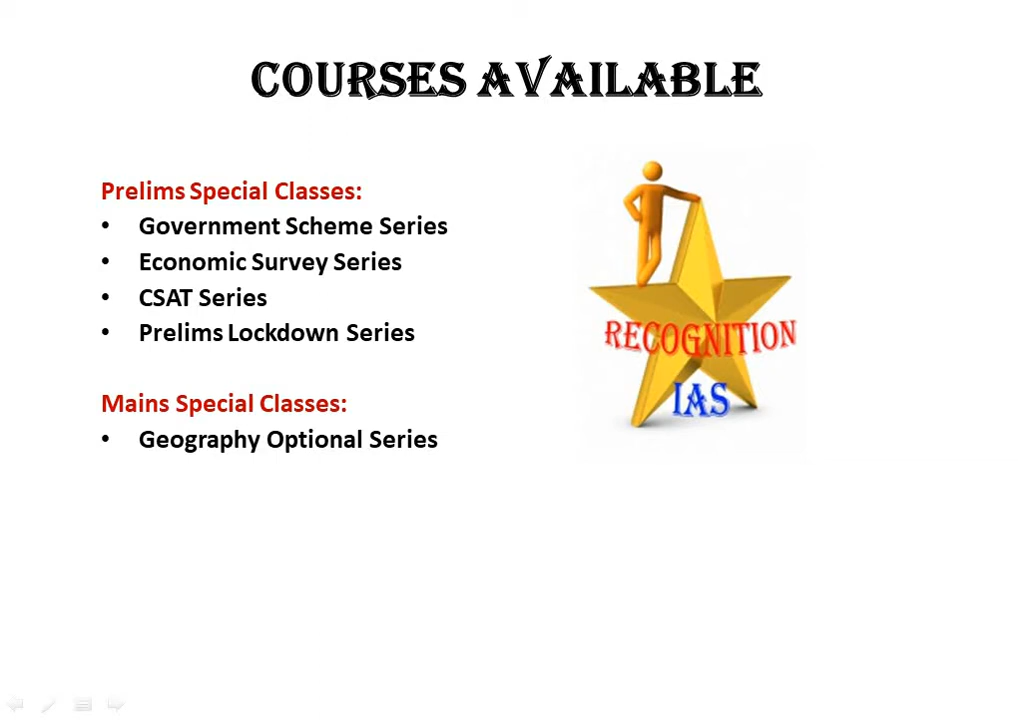 COURSES AVAILABLE
Prelims Special Classes:
• Government Scheme Series
• Economic Survey Series
• CSAT Series
• Prelims Lockdown Series
Mains Special Classes:
• Geography Optional Series
RECOGNITION
IAS